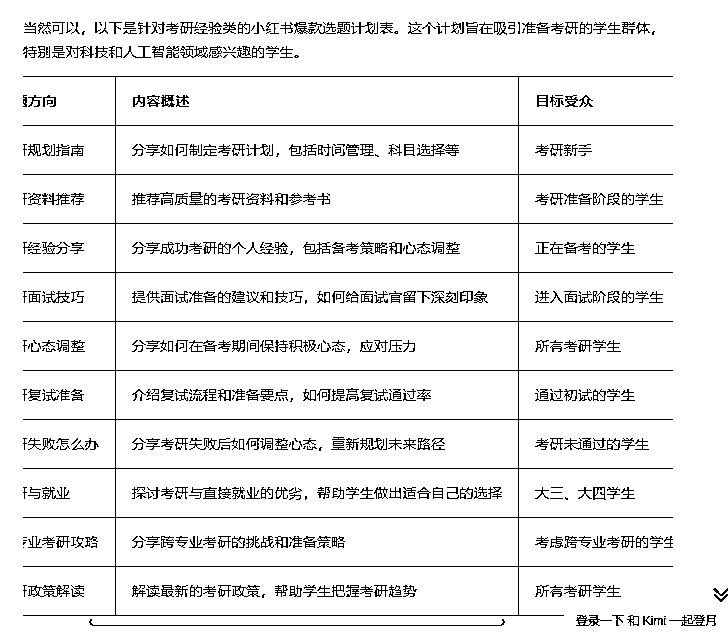 当然可以，以下是针对考研经验类的小红书爆款选题计划表。这个计划旨在吸引准备考研的学生群体，
特别是对科技和人工智能领域感兴趣的学生。
题方向 内容概述 目标受众
研规划指南 分享如何制定考研计划，包括时间管理、科目选择等 考研新手
研资料推荐 推荐高质量的考研资料和参考书 考研准备阶段的学生
研经验分享 分享成功考研的个人经验，包括备考策略和心态调整 正在备考的学生
研面试技巧 提供面试准备的建议和技巧，如何给面试官留下深刻印象 进入面试阶段的学生
研心态调整 分享如何在备考期间保持积极心态，应对压力 所有考研学生
研复试准备 介绍复试流程和准备要点，如何提高复试通过率 通过初试的学生
研失败怎么办 分享考研失败后如何调整心态，重新规划未来路径 考研未通过的学生
研与就业 探讨考研与直接就业的优劣，帮助学生做出适合自己的选择 大三、大四学生
专业考研攻略 分享跨专业考研的挑战和准备策略 考虑跨专业考研的学生
研政策解读 解读最新的考研政策，帮助学生把握考研趋势 所有考研学生
登录一下 和 Kimi 一起登月